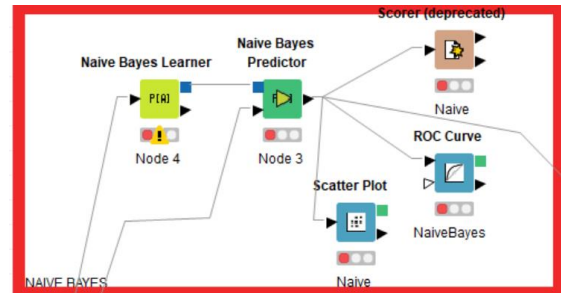 Scorer (deprecated)
Naive Bayes Learner
Naive Bayes
Predictor
P[A]
Node 4
Node 3
Naive
ROC Curve
Scatter Plot
NaiveBayes
Naive
NAIVE BAYES